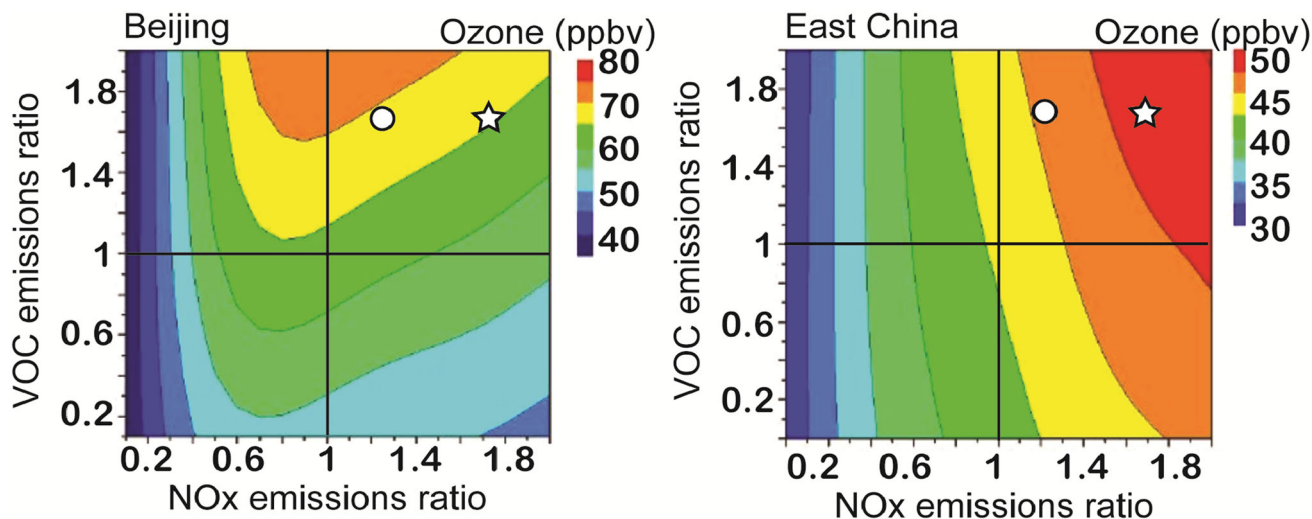 Beijing
Ozone (ppbv)
80
70
60
50
40
VOC emissions ratio
1.8
1.4
1
0.6
0.2
0.2 0.6 1 1.4 1.8
NOx emissions ratio
East China
Ozone (ppbv)
50
45
40
35
30
VOC emissions ratio
1.8
1.4
1
0.6
0.2
0.2 0.6 1 1.4 1.8
NOx emissions ratio